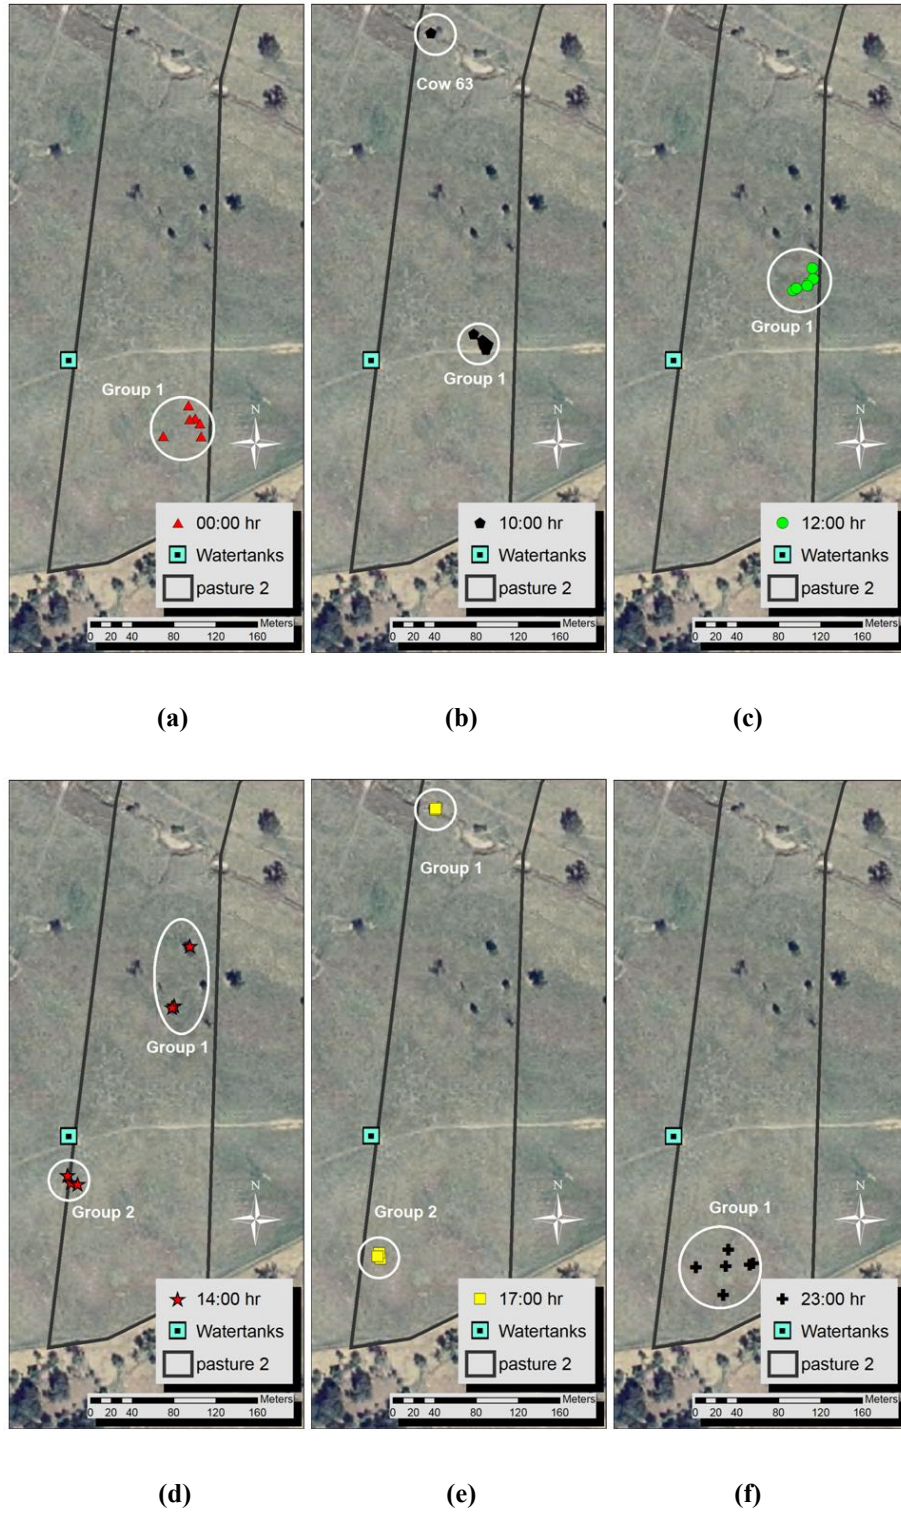 Group 1
N
00:00 hr
Watertanks
pasture 2
Meters
0 20 40 80 120 160
Cow 63
Group 1
10:00 hr
Watertanks
pasture 2
Meters
0 20 40 80 120 160
Group 1
N
12:00 hr
Watertanks
pasture 2
Meters
0 20 40 80 120 160
(a)
(b)
(c)
Group 1
Group 2
N
14:00 hr
Watertanks
pasture 2
Meters
0 20 40 80 120 160
Group 1
Group 2
N
17:00 hr
Watertanks
pasture 2
Meters
0 20 40 80 120 160
Group 1
N
23:00 hr
Watertanks
pasture 2
Meters
0 20 40 80 120 160
(d)
(e)
(f)